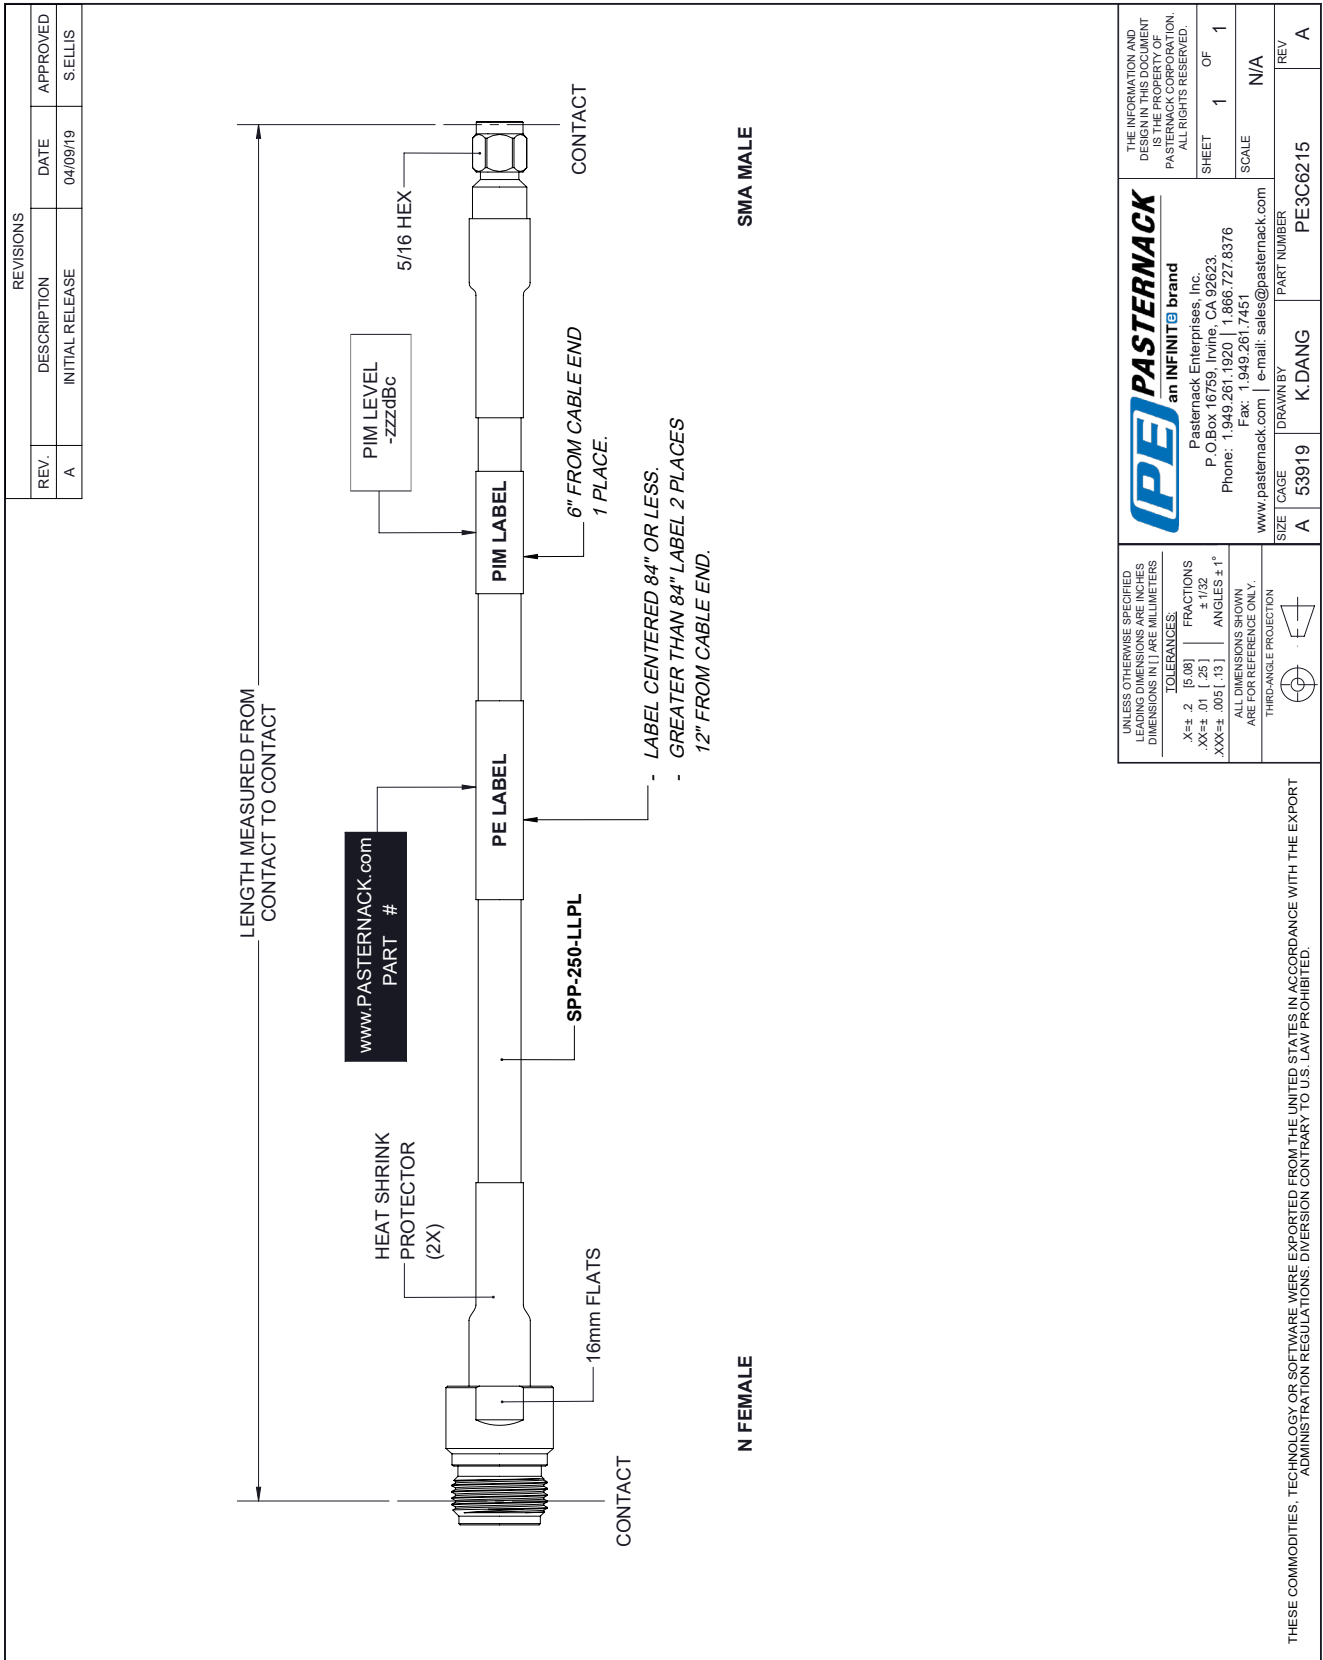 REVISIONS
REV. DESCRIPTION DATE APPROVED
A INITIAL RELEASE 04/09/19 S.ELLIS
LENGTH MEASURED FROM
CONTACT TO CONTACT
www.PASTERNACK.com
PART #
PIM LEVEL
-zzzdBc
HEAT SHRINK
PROTECTOR
(2X)
5/16 HEX
PE LABEL
PIM LABEL
16mm FLATS
SPP-250-LLPL
6" FROM CABLE END
1 PLACE.
- LABEL CENTERED 84" OR LESS.
- GREATER THAN 84" LABEL 2 PLACES
12" FROM CABLE END.
CONTACT
CONTACT
N FEMALE
SMA MALE
THESE COMMODITIES, TECHNOLOGY OR SOFTWARE WERE EXPORTED FROM THE UNITED STATES IN ACCORDANCE WITH THE EXPORT
ADMINISTRATION REGULATIONS. DIVERSION CONTRARY TO U.S. LAW PROHIBITED.
UNLESS OTHERWISE SPECIFIED
LEADING DIMENSIONS ARE INCHES
DIMENSIONS IN [ ] ARE MILLIMETERS
TOLERANCES:
.X=± .2 [5.08] FRACTIONS
.XX=± .01 [ .25 ] ± 1/32
.XXX=± .005 [ .13 ] ANGLES ± 1°
ALL DIMENSIONS SHOWN
ARE FOR REFERENCE ONLY.
THIRD-ANGLE PROJECTION
PE PASTERNACK
an INFINITe brand
Pasternack Enterprises, Inc.
P.O.Box 16759, Irvine, CA 92623.
Phone: 1.949.261.1920 | 1.866.727.8376
Fax: 1.949.261.7451
www.pasternack.com | e-mail: sales@pasternack.com
THE INFORMATION AND
DESIGN IN THIS DOCUMENT
IS THE PROPERTY OF
PASTERNACK CORPORATION.
ALL RIGHTS RESERVED.
SHEET 1 OF 1
SCALE N/A
SIZE A
CAGE 53919
DRAWN BY K.DANG
PART NUMBER PE3C6215
REV A